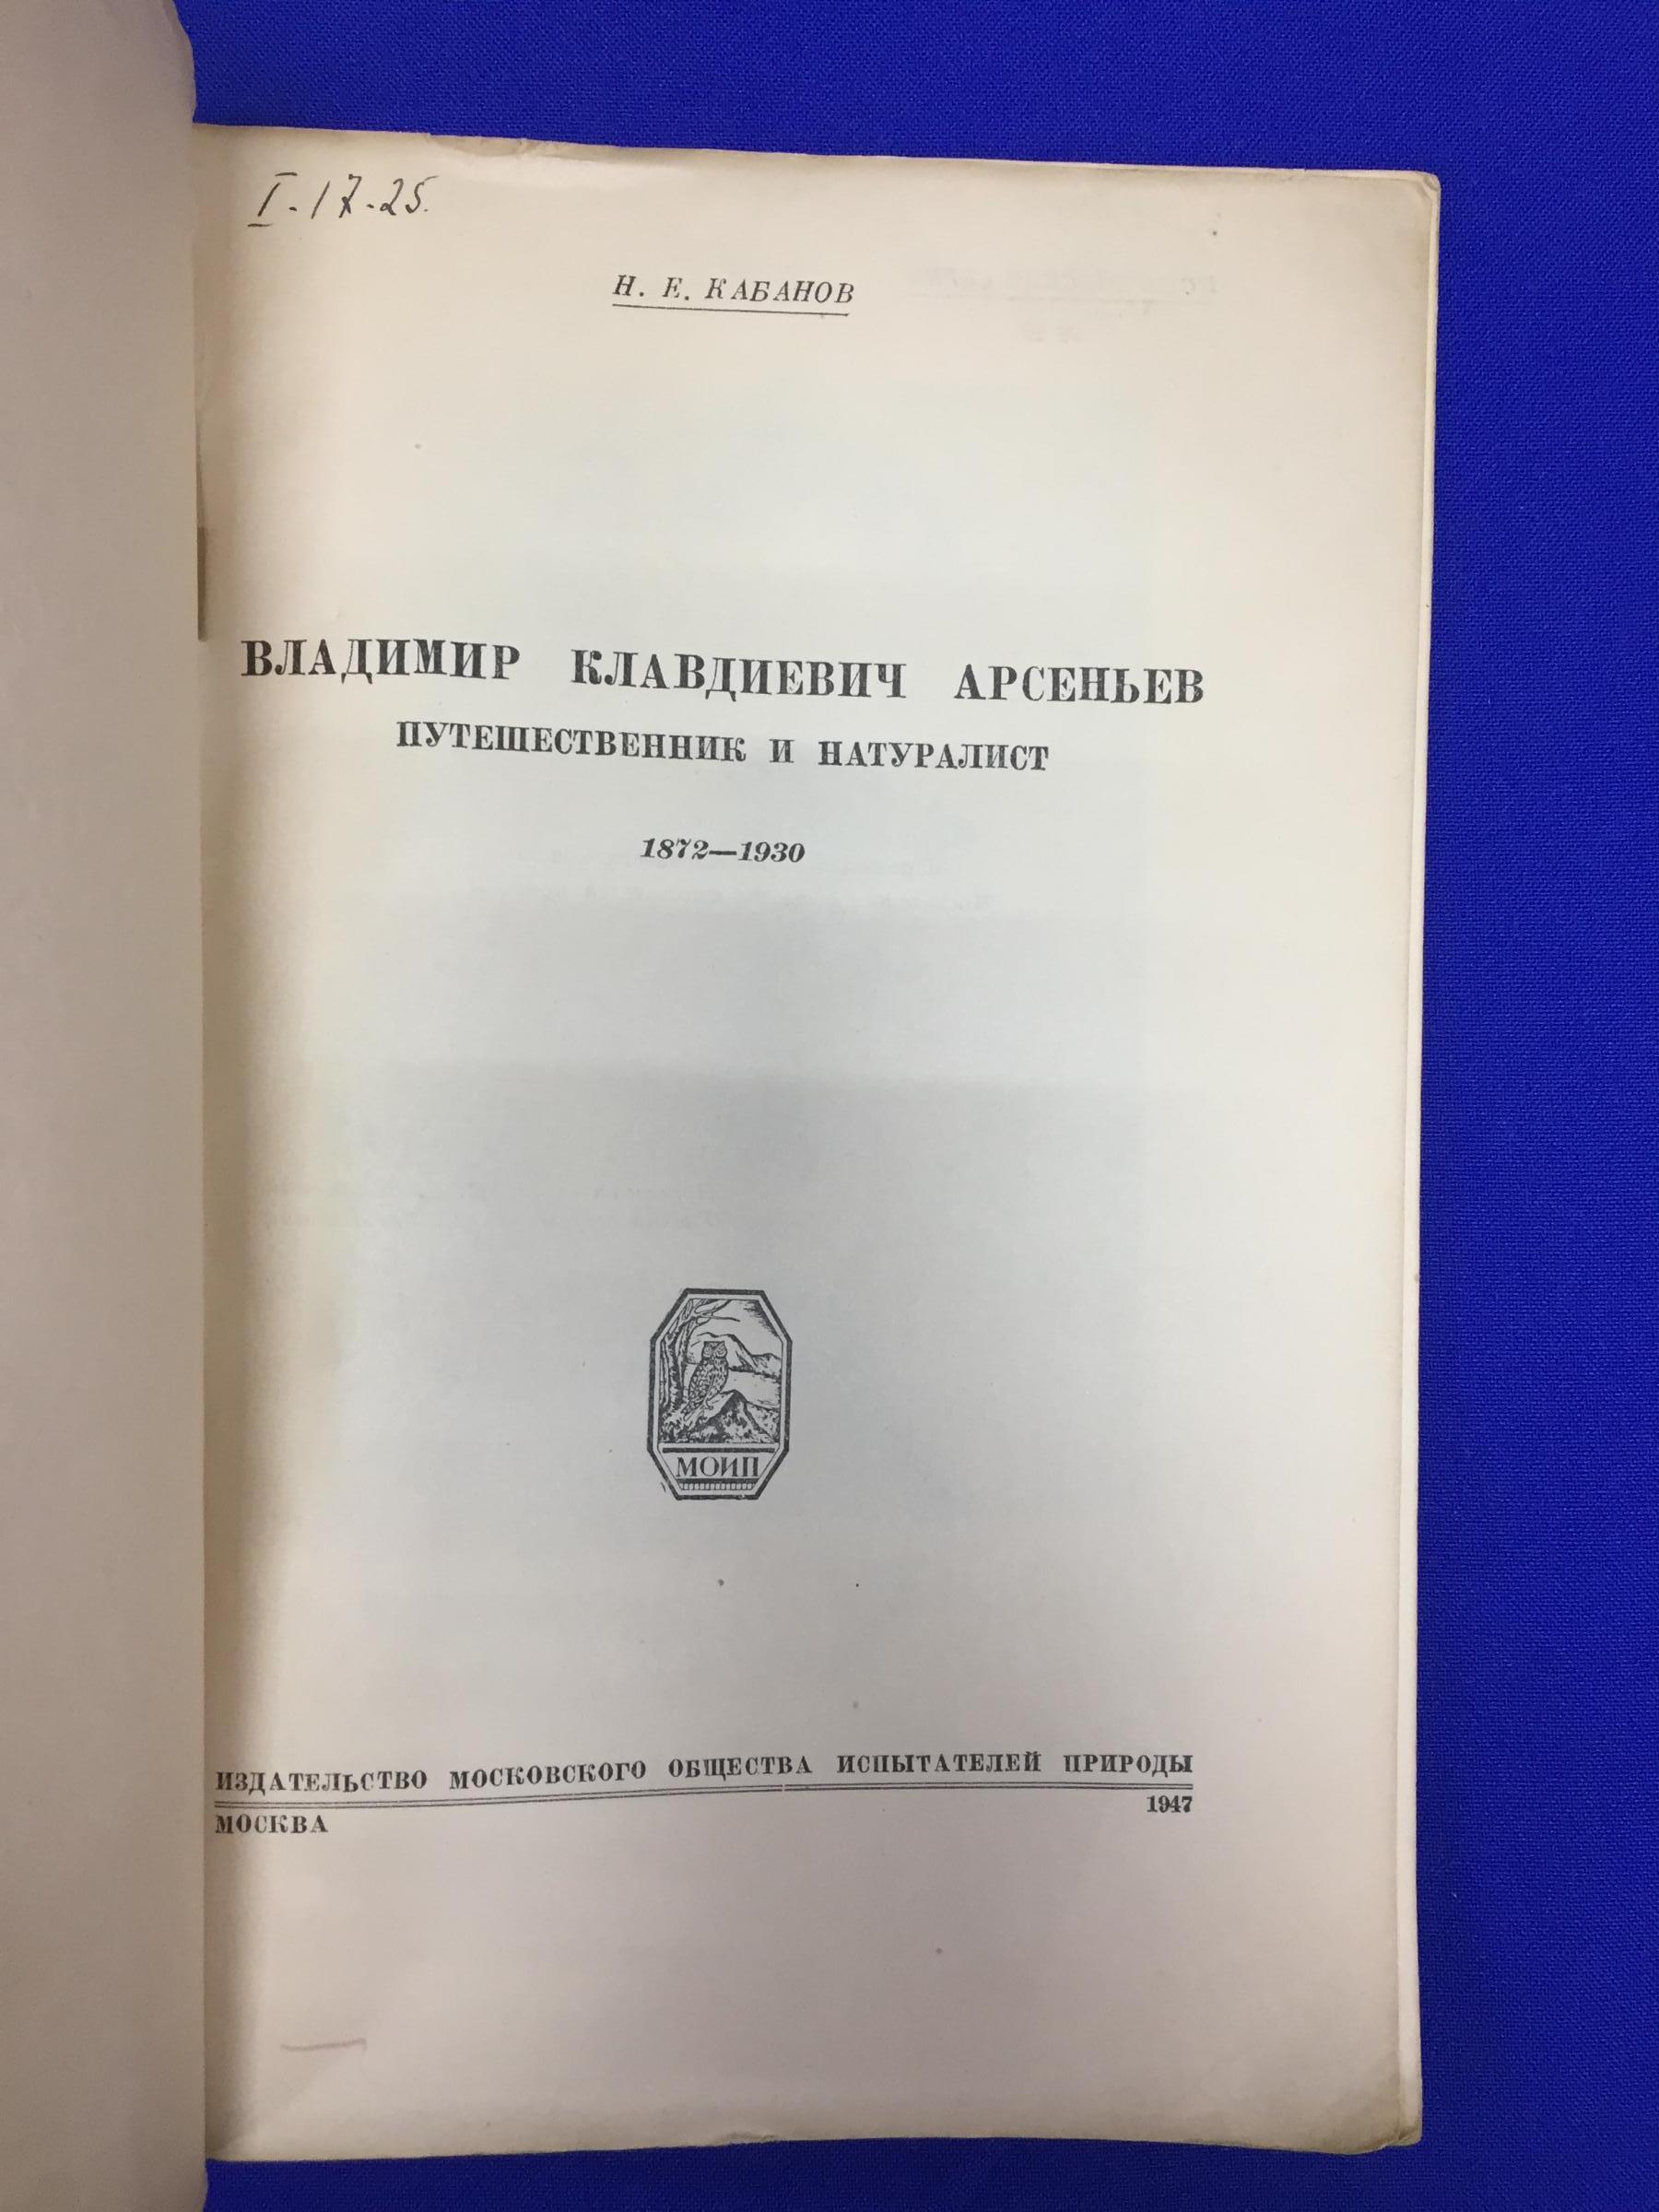 I.-17-25.
Н. Е. КАБАНОВ
ВЛАДИМИР КЛАВДИЕВИЧ АРСЕНЬЕВ
ПУТЕШЕСТВЕННИК И НАТУРАЛИСТ
1872—1930
МОИП
ИЗДАТЕЛЬСТВО МОСКОВСКОГО ОБЩЕСТВА ИСПЫТАТЕЛЕЙ ПРИРОДЫ
МОСКВА 1947